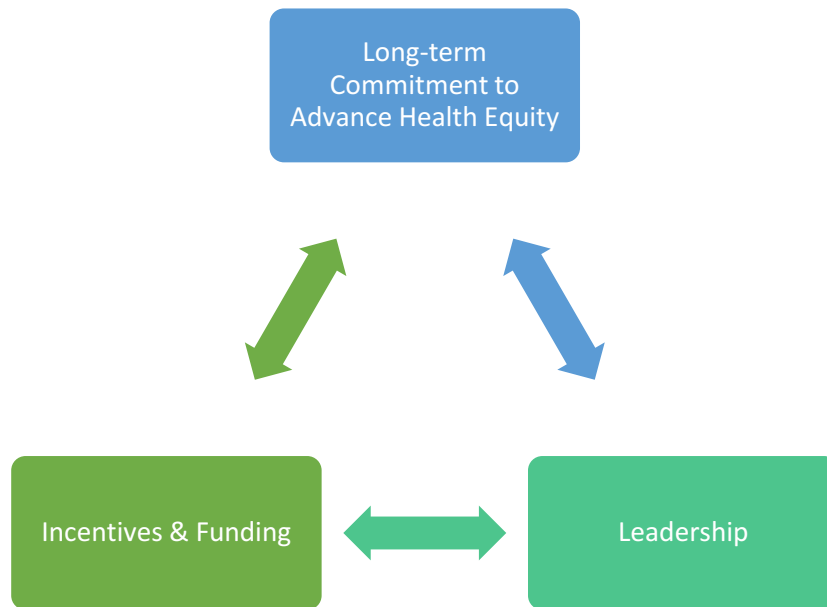 Long-term
Commitment to
Advance Health Equity
Incentives & Funding
Leadership